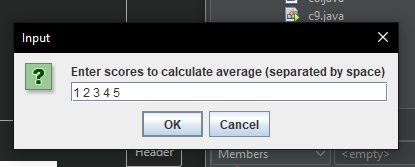 c8.java
c9.java
Input
?
Enter scores to calculate average (separated by space)
1 2 3 4 5
OK
Cancel
Header
Members
<empty>